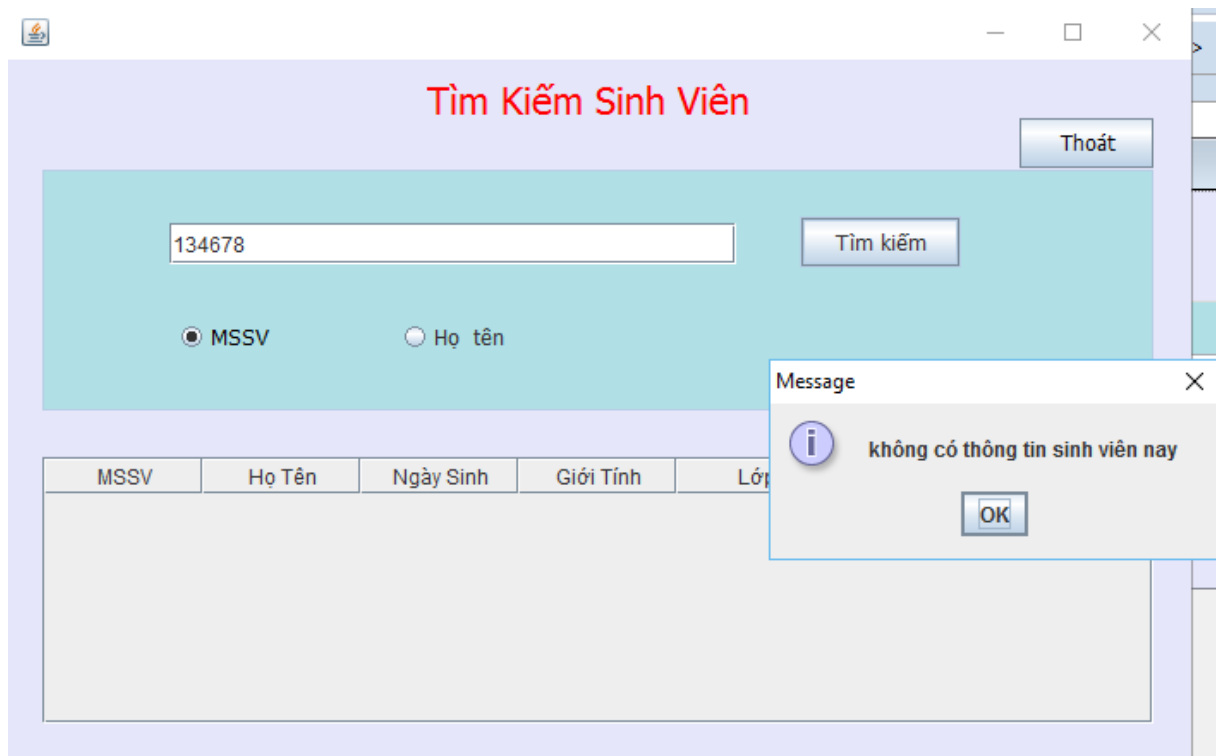 Tìm Kiếm Sinh Viên
Thoát
134678
Tìm kiếm
MSSV
Họ tên
Message
không có thông tin sinh viên nay
OK
MSSV Họ Tên Ngày Sinh Giới Tính